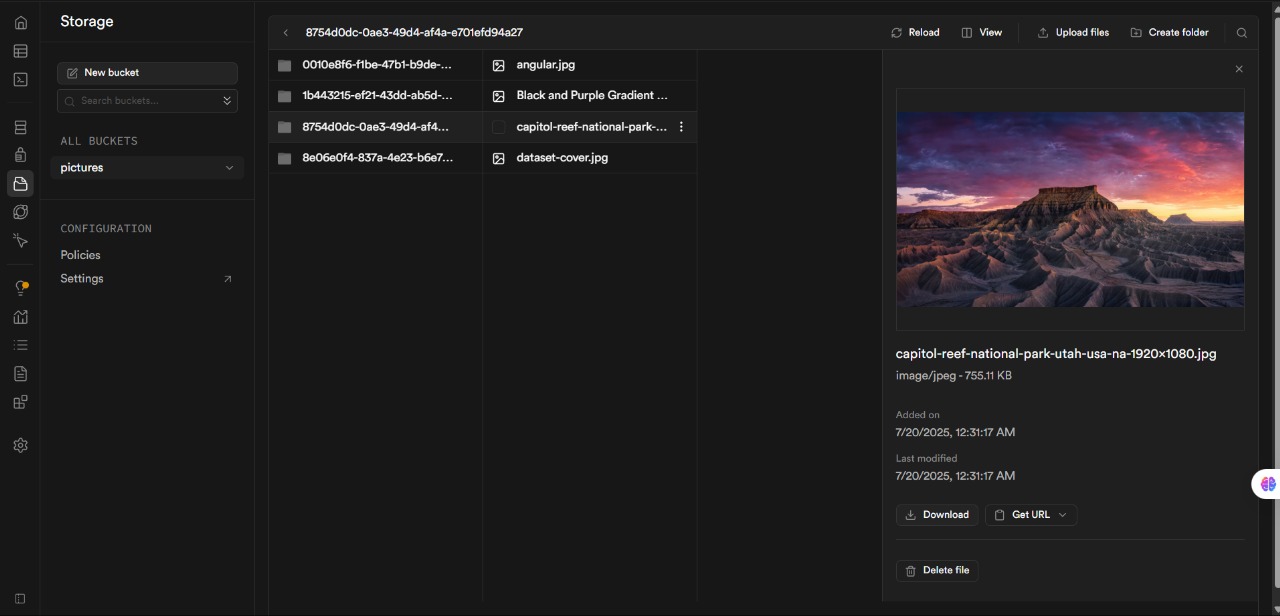 Storage
New bucket
Search buckets...
ALL BUCKETS
pictures
CONFIGURATION
Policies
Settings
8754d0dc-0ae3-49d4-af4a-e701efd94a27
Reload
View
Upload files
Create folder
0010e8f6-f1be-47b1-b9de-...
1b443215-ef21-43dd-ab5d-...
8754d0dc-0ae3-49d4-af4...
8e06e0f4-837a-4e23-b6e7...
angular.jpg
Black and Purple Gradient ...
capitol-reef-national-park-...
dataset-cover.jpg
capitol-reef-national-park-utah-usa-na-1920×1080.jpg
image/jpeg - 755.11 KB
Added on
7/20/2025, 12:31:17 AM
Last modified
7/20/2025, 12:31:17 AM
Download
Get URL
Delete file